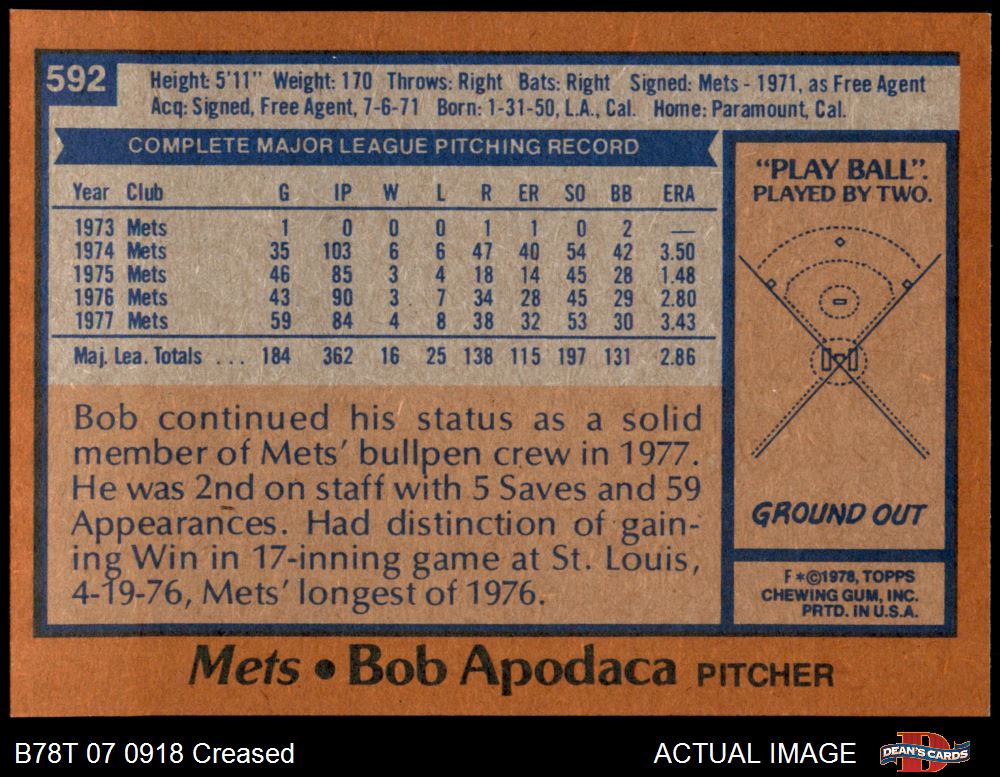 592
Height: 5'11" Weight: 170 Throws: Right Bats: Right Signed: Mets - 1971, as Free Agent
Acq: Signed, Free Agent, 7-6-71 Born: 1-31-50, L.A., Cal. Home: Paramount, Cal.
COMPLETE MAJOR LEAGUE PITCHING RECORD
Year Club G IP W L R ER SO BB ERA
1973 Mets 1 0 0 0 1 1 0 2 —
1974 Mets 35 103 6 6 47 40 54 42 3.50
1975 Mets 46 85 3 4 18 14 45 28 1.48
1976 Mets 43 90 3 7 34 28 45 29 2.80
1977 Mets 59 84 4 8 38 32 53 30 3.43
Maj. Lea. Totals ... 184 362 16 25 138 115 197 131 2.86
Bob continued his status as a solid
member of Mets' bullpen crew in 1977.
He was 2nd on staff with 5 Saves and 59
Appearances. Had distinction of gain-
ing Win in 17-inning game at St. Louis,
4-19-76, Mets' longest of 1976.
"PLAY BALL".
PLAYED BY TWO.
GROUND OUT
F *©1978, TOPPS
CHEWING GUM, INC.
PRTD. IN U.S.A.
Mets • Bob Apodaca PITCHER
B78T 07 0918 Creased
ACTUAL IMAGE
DEAN'S CARDS